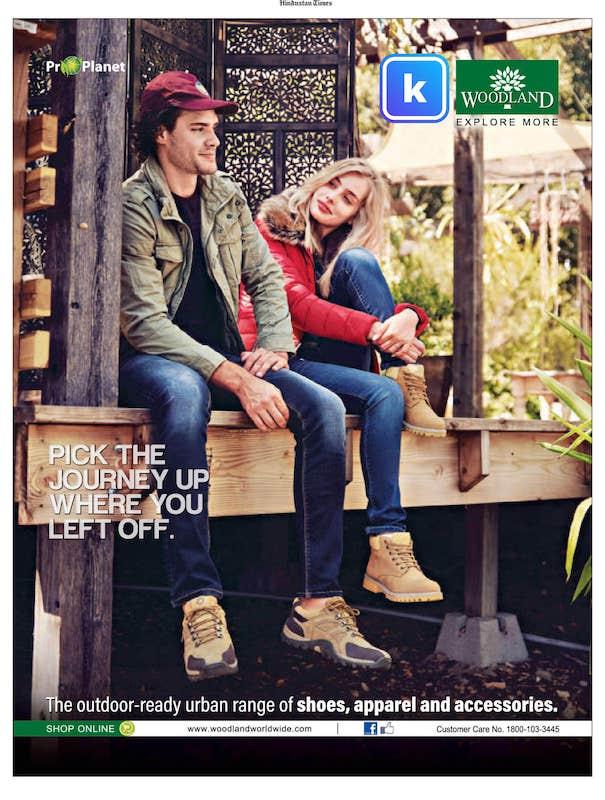 Hindustan Times
Pro Planet
k
WOODLAND
EXPLORE MORE
PICK THE
JOURNEY UP
WHERE YOU
LEFT OFF.
The outdoor-ready urban range of shoes, apparel and accessories.
SHOP ONLINE
www.woodlandworldwide.com
f
Customer Care No. 1800-103-3445